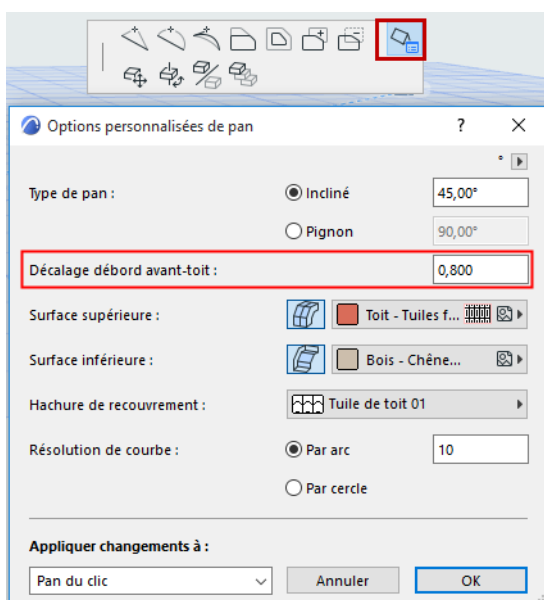 Options personnalisées de pan ?
°
Type de pan : Incliné 45,00°
Pignon 90,00°
Décalage débord avant-toit : 0,800
Surface supérieure : Toit - Tuiles f...
Surface inférieure : Bois - Chêne...
Hachure de recouvrement : Tuile de toit 01
Résolution de courbe : Par arc 10
Par cercle
Appliquer changements à :
Pan du clic Annuler OK